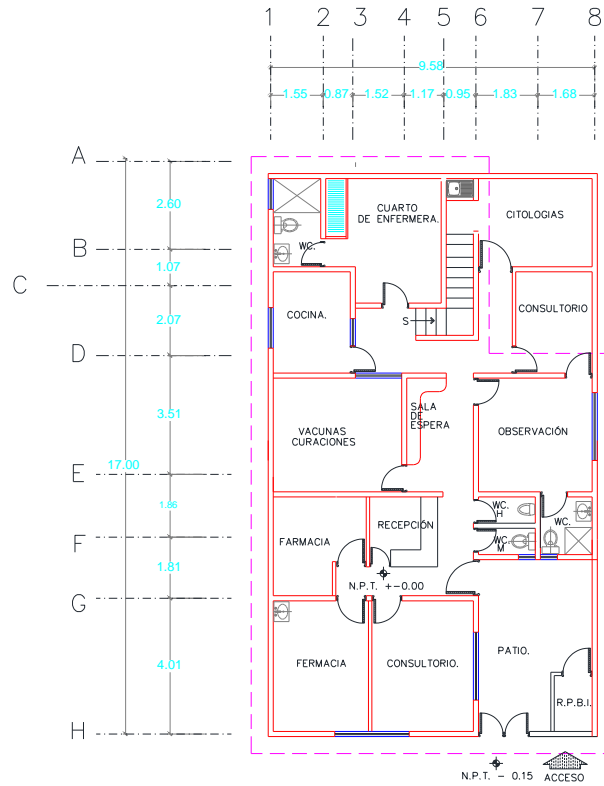 1 2 3 4 5 6 7 8
9.58
1.55 0.87 1.52 1.17 0.95 1.83 1.68
A
2.60
B
1.07
C
2.07
D
3.51
17.00
E
1.86
F
1.81
G
4.01
H
CUARTO
DE ENFERMERA.
CITOLOGIAS
WC.
COCINA.
S
CONSULTORIO
SALA
DE
ESPERA
VACUNAS
CURACIONES
OBSERVACIÓN
WC.
H
WC.
FARMACIA
RECEPCIÓN
WC.
M
N.P.T. +-0.00
FERMACIA
CONSULTORIO.
PATIO.
R.P.B.I.
N.P.T. - 0.15
ACCESO